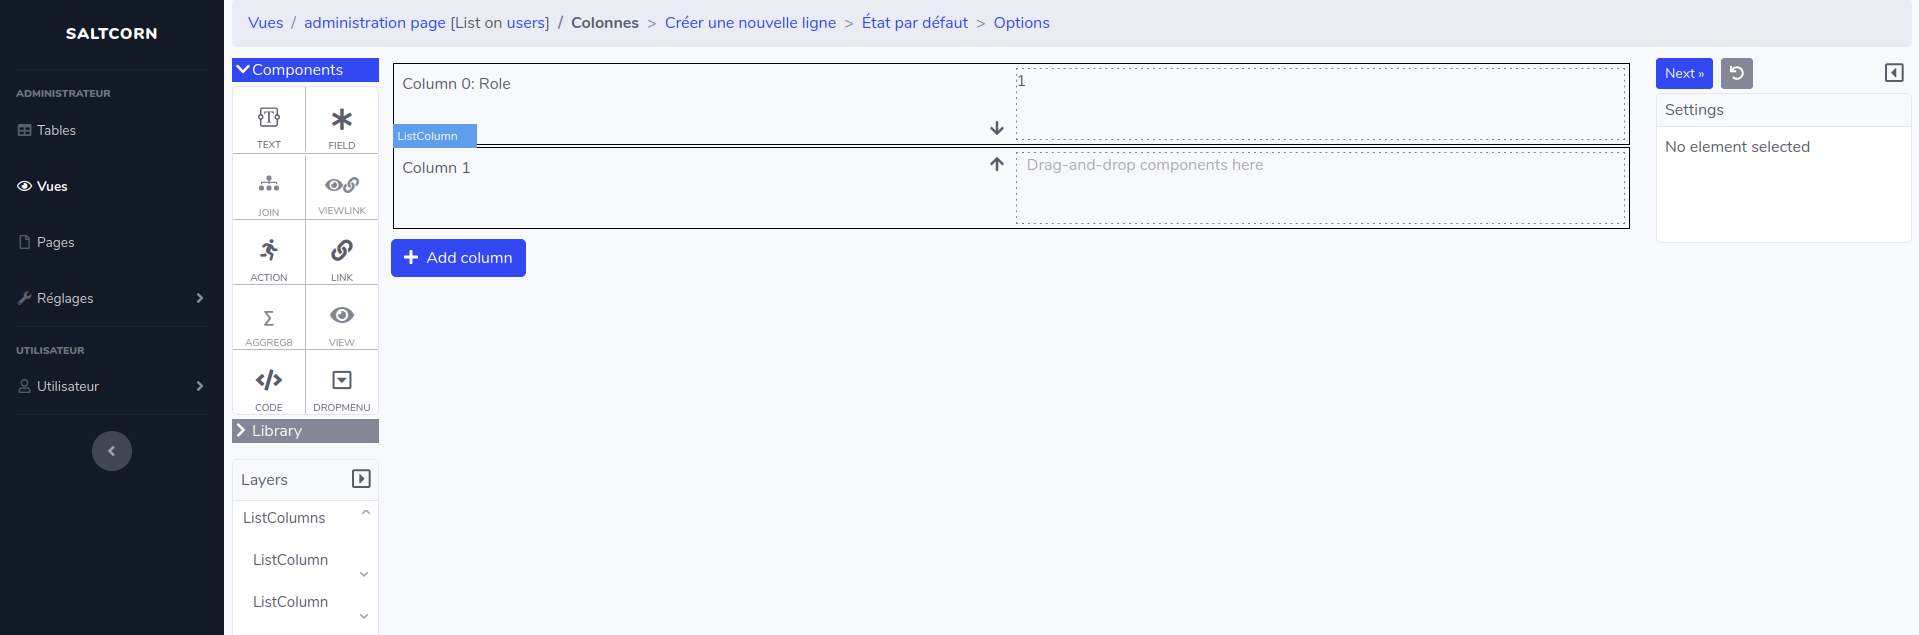 SALTCORN
ADMINISTRATEUR
Tables
Vues
Pages
Réglages
UTILISATEUR
Utilisateur
Vues / administration page [List on users] / Colonnes > Créer une nouvelle ligne > État par défaut > Options
Components
TEXT FIELD
JOIN VIEWLINK
ACTION LINK
AGGREG8 VIEW
CODE DROPMENU
Library
Layers
ListColumns
ListColumn
ListColumn
Column 0: Role
1
ListColumn
Column 1
Drag-and-drop components here
Add column
Next »
Settings
No element selected